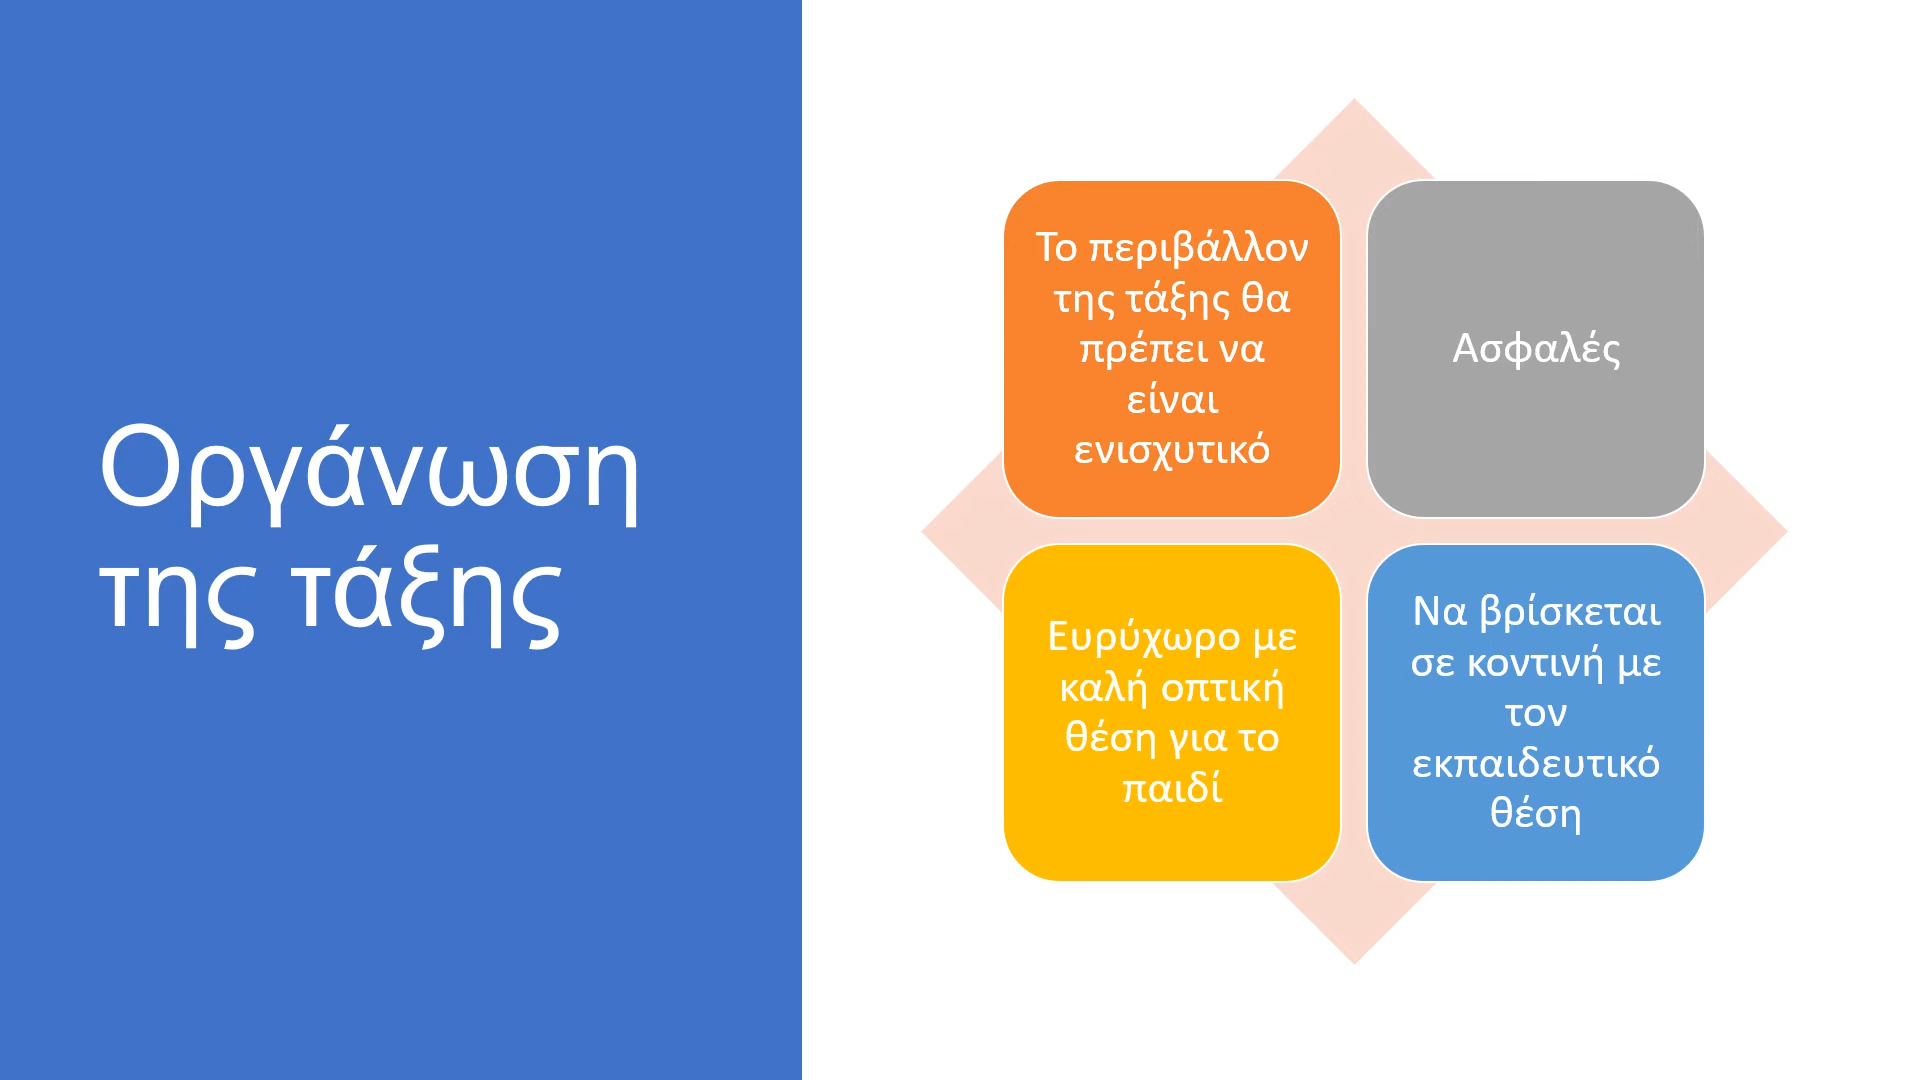 Οργάνωση
της τάξης
Το περιβάλλον
της τάξης θα
πρέπει να
είναι
ενισχυτικό
Ασφαλές
Ευρύχωρο με
καλή οπτική
θέση για το
παιδί
Να βρίσκεται
σε κοντινή με
τον
εκπαιδευτικό
θέση